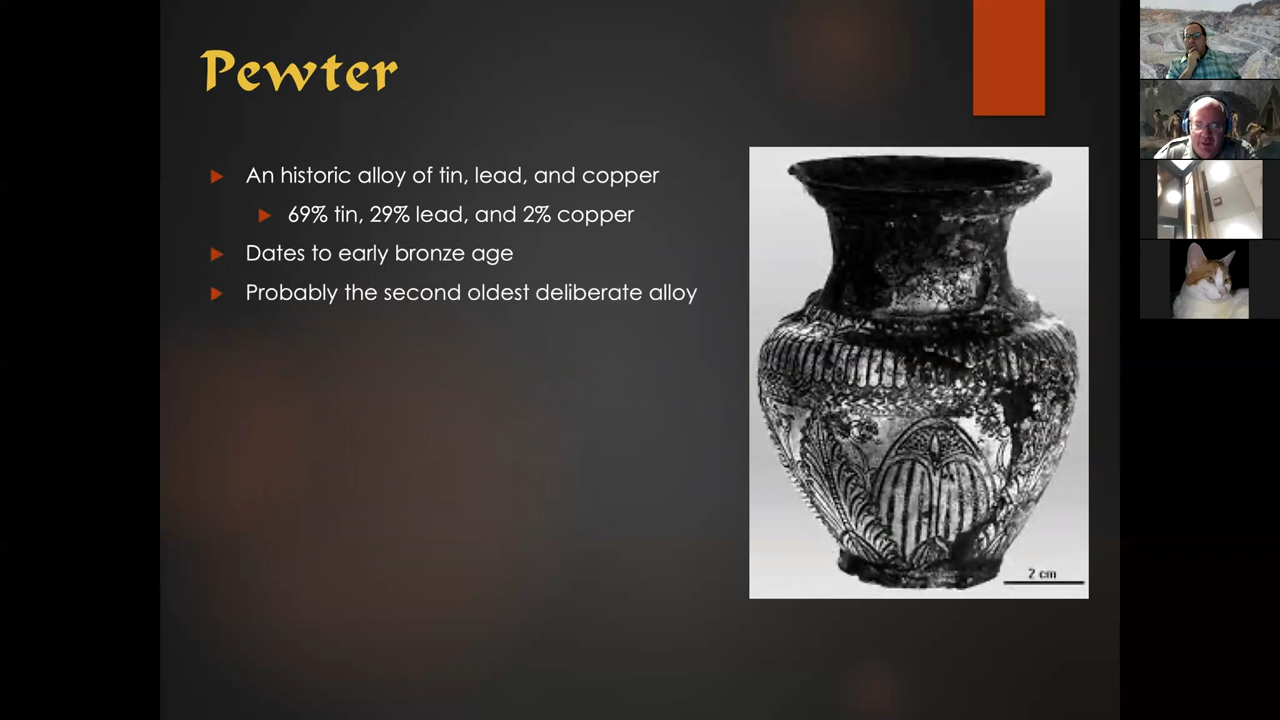 Pewter
An historic alloy of tin, lead, and copper
69% tin, 29% lead, and 2% copper
Dates to early bronze age
Probably the second oldest deliberate alloy
2 cm